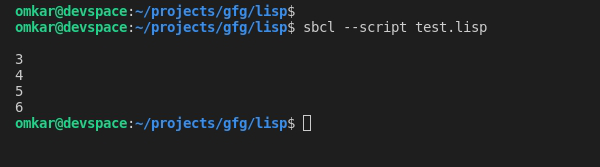 omkar@devspace:~/projects/gfg/lisp$
omkar@devspace:~/projects/gfg/lisp$ sbcl --script test.lisp
3
4
5
6
omkar@devspace:~/projects/gfg/lisp$